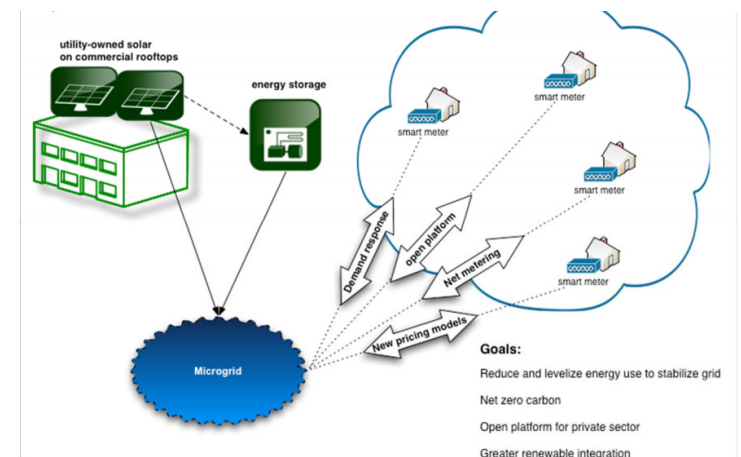 utility-owned solar
on commercial rooftops
energy storage
smart meter
smart meter
smart meter
smart meter
Demand response
open platform
Net metering
New pricing models
Microgrid
Goals:
Reduce and levelize energy use to stabilize grid
Net zero carbon
Open platform for private sector
Greater renewable integration